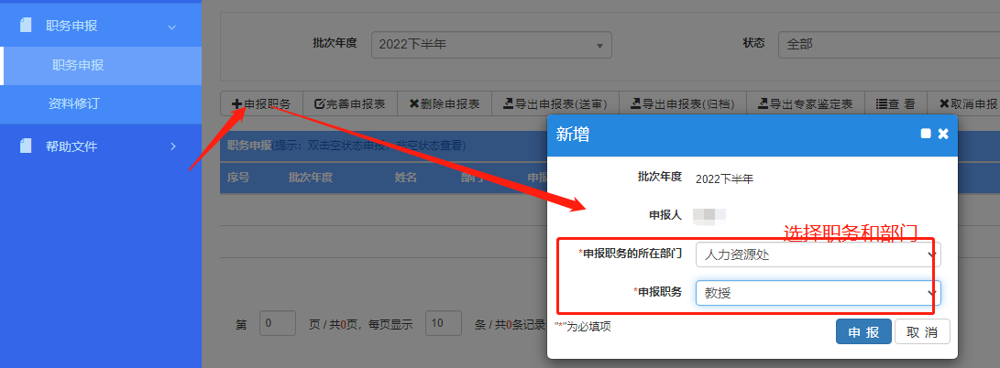 职务申报
职务申报
资料修订
帮助文件
批次年度
2022下半年
状态
全部
申报职务
完善申报表
删除申报表
导出申报表(送审)
导出申报表(归档)
导出专家鉴定表
查 看
取消申报
职务申报(提示：双击空状态申报，非空状态查看)
序号
批次年度
姓名
部门
第
0
页 / 共0页，每页显示
10
条 / 共0条记录
新增
批次年度
2022下半年
申报人
选择职务和部门
*申报职务的所在部门
人力资源处
*申报职务
教授
"*"为必填项
申 报
取 消